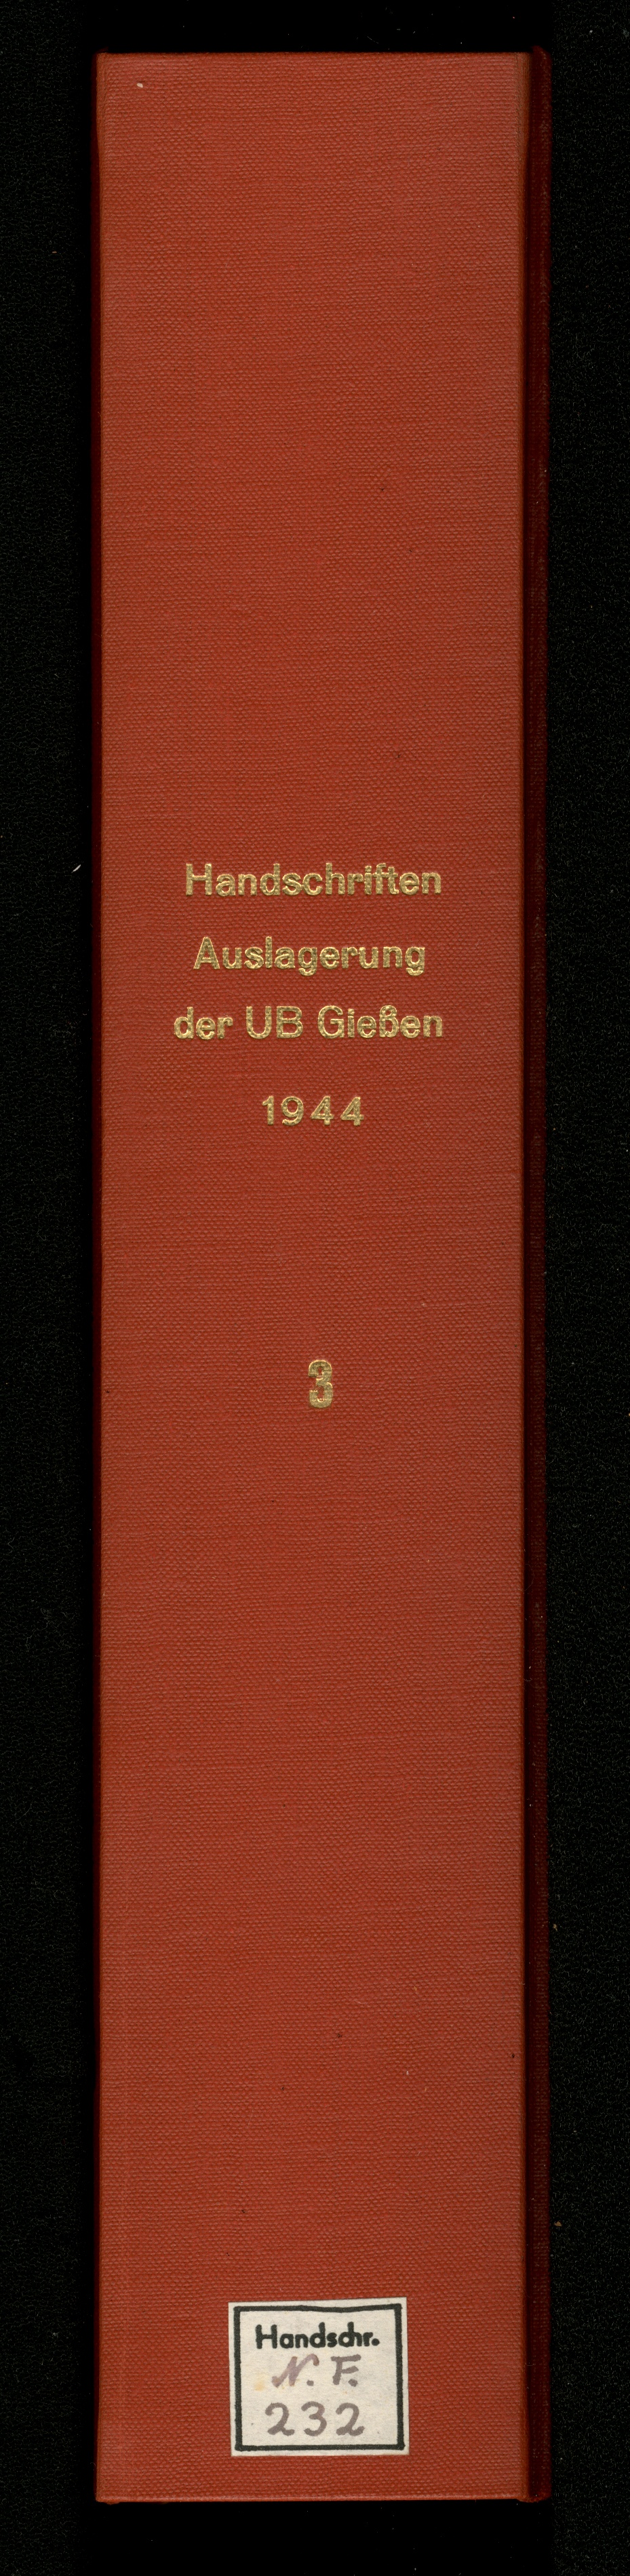 Handschriften
Auslagerung
der UB Gießen
1944
3
Handschr.
N. F.
232